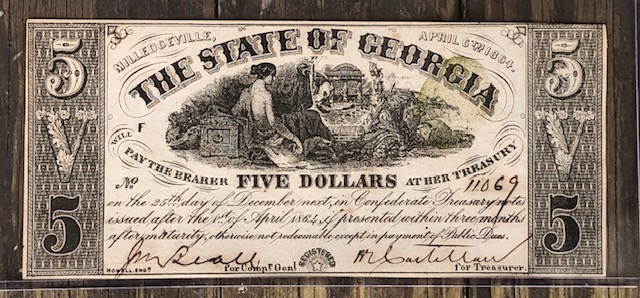 5 MILLEDGEVILLE, APRIL 6TH 1864. 5
THE STATE OF GEORGIA
V V
F
WILL
PAY THE BEARER FIVE DOLLARS AT HER TREASURY
No 11069
on the 25th day of December next, in Confederate Treasury notes
issued after the 1st of April 1864, if presented within three months
after maturity, otherwise not redeemable except in payment of Public Dues.
5 5
for Compr. Genl REGISTERED for Treasurer.
HOWELL ENGR